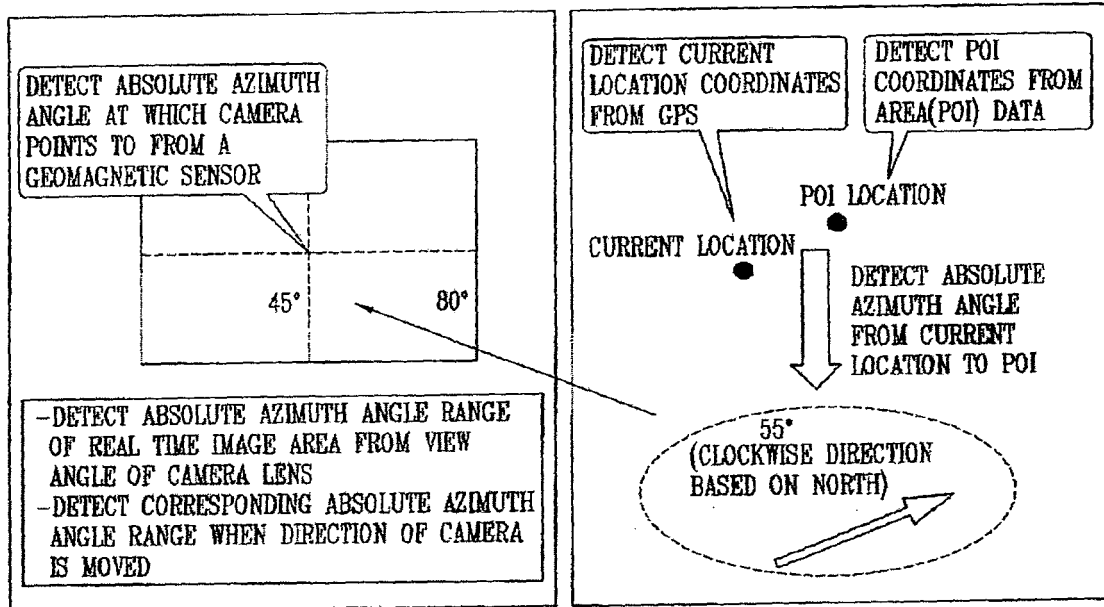 DETECT ABSOLUTE AZIMUTH
ANGLE AT WHICH CAMERA
POINTS TO FROM A
GEOMAGNETIC SENSOR
45°
80°
-DETECT ABSOLUTE AZIMUTH ANGLE RANGE
OF REAL TIME IMAGE AREA FROM VIEW
ANGLE OF CAMERA LENS
-DETECT CORRESPONDING ABSOLUTE AZIMUTH
ANGLE RANGE WHEN DIRECTION OF CAMERA
IS MOVED
DETECT CURRENT
LOCATION COORDINATES
FROM GPS
DETECT POI
COORDINATES FROM
AREA(POI) DATA
POI LOCATION
CURRENT LOCATION
DETECT ABSOLUTE
AZIMUTH ANGLE
FROM CURRENT
LOCATION TO POI
55°
(CLOCKWISE DIRECTION
BASED ON NORTH)